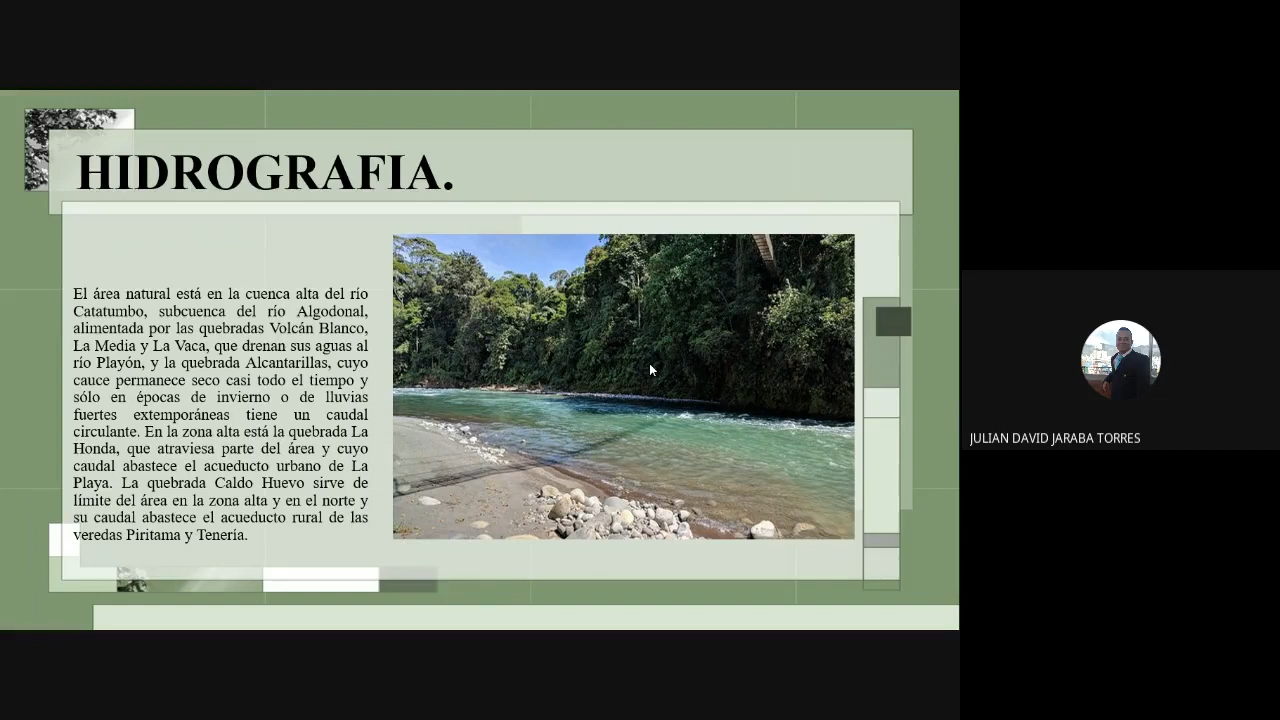 HIDROGRAFIA.
El área natural está en la cuenca alta del río
Catatumbo, subcuenca del río Algodonal,
alimentada por las quebradas Volcán Blanco,
La Media y La Vaca, que drenan sus aguas al
río Playón, y la quebrada Alcantarillas, cuyo
cauce permanece seco casi todo el tiempo y
sólo en épocas de invierno o de lluvias
fuertes extemporáneas tiene un caudal
circulante. En la zona alta está la quebrada La
Honda, que atraviesa parte del área y cuyo
caudal abastece el acueducto urbano de La
Playa. La quebrada Caldo Huevo sirve de
límite del área en la zona alta y en el norte y
su caudal abastece el acueducto rural de las
veredas Piritama y Tenería.
JULIAN DAVID JARABA TORRES